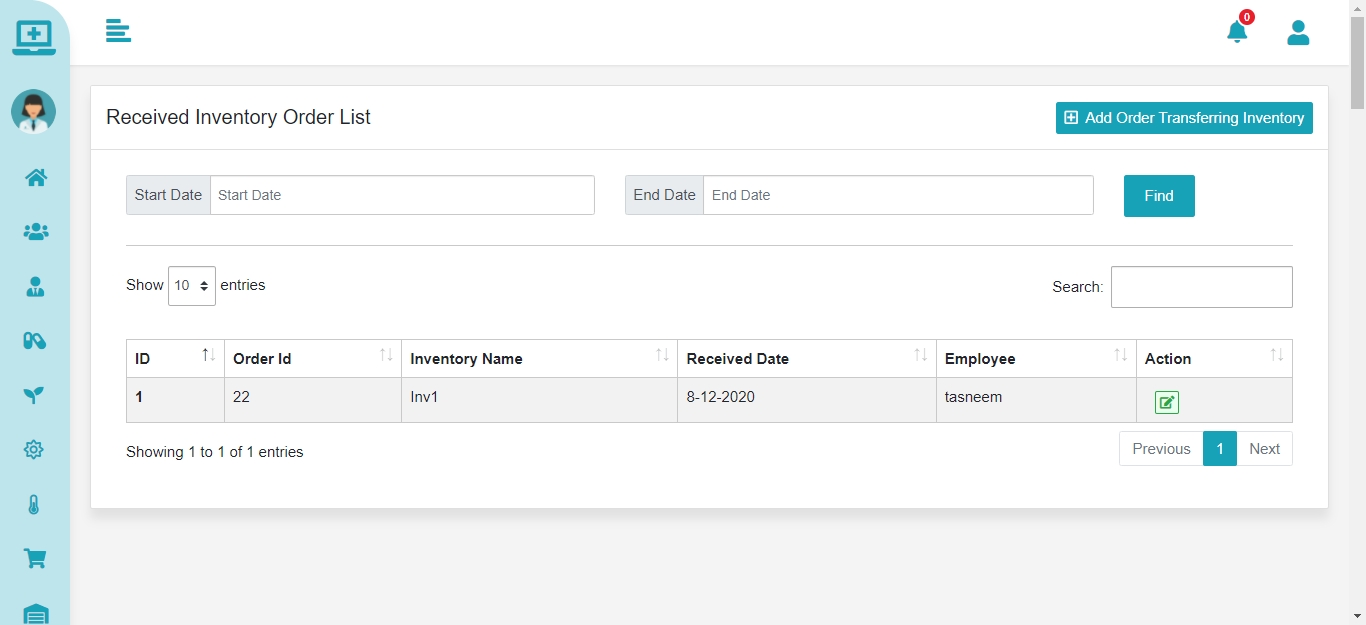 0
Received Inventory Order List
Add Order Transferring Inventory
Start Date Start Date End Date End Date Find
Show 10 entries Search:
ID Order Id Inventory Name Received Date Employee Action
1 22 Inv1 8-12-2020 tasneem
Showing 1 to 1 of 1 entries
Previous 1 Next